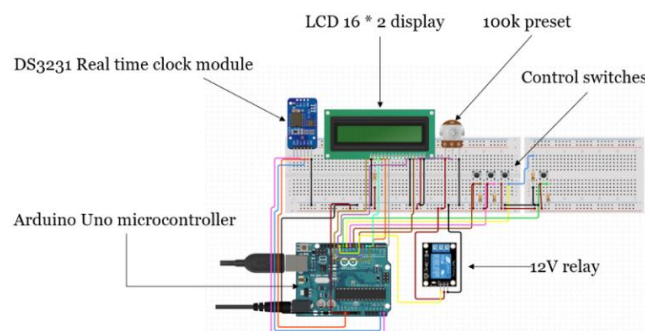 LCD 16 * 2 display
100k preset
DS3231 Real time clock module
Control switches
Arduino Uno microcontroller
12V relay